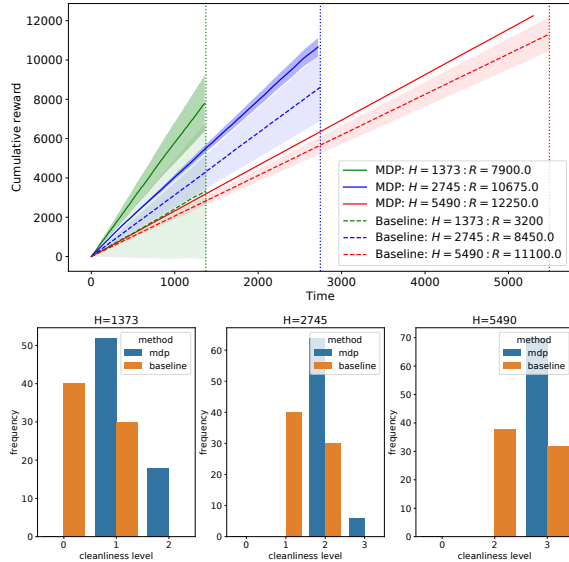 12000
10000
8000
6000
4000
2000
0
Cumulative reward
MDP: H = 1373 : R = 7900.0
MDP: H = 2745 : R = 10675.0
MDP: H = 5490 : R = 12250.0
Baseline: H = 1373 : R = 3200
Baseline: H = 2745 : R = 8450.0
Baseline: H = 5490 : R = 11100.0
0 1000 2000 3000 4000 5000
Time
H=1373
method
mdp
baseline
50
40
30
20
10
0
frequency
0 1 2
cleanliness level
H=2745
method
mdp
baseline
60
50
40
30
20
10
0
frequency
0 1 2 3
cleanliness level
H=5490
method
mdp
baseline
70
60
50
40
30
20
10
0
frequency
0 1 2 3
cleanliness level